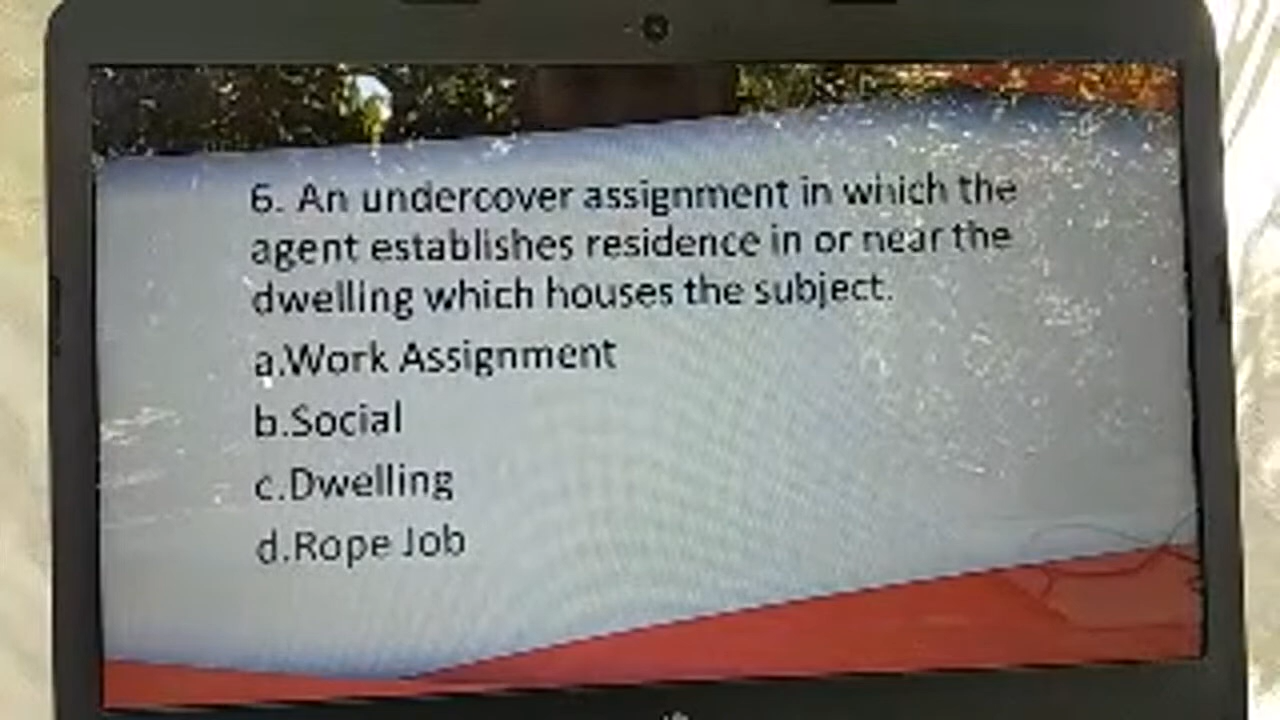 6. An undercover assignment in which the
agent establishes residence in or near the
dwelling which houses the subject.
a.Work Assignment
b.Social
c.Dwelling
d.Rope Job